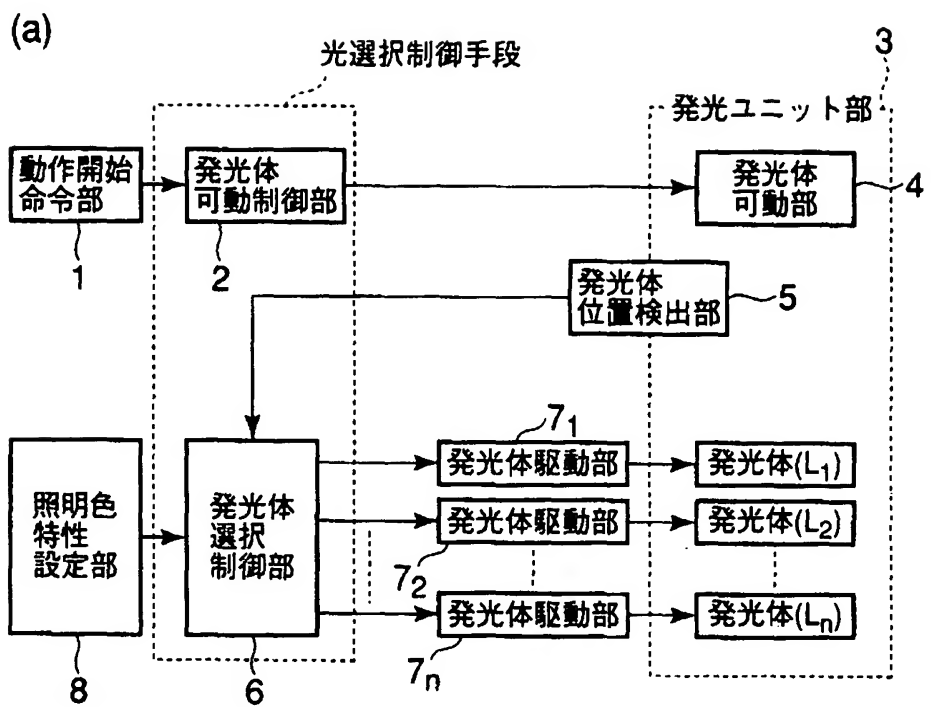 (a)
光選択制御手段
3
発光ユニット部
動作開始
命令部
1
発光体
可動制御部
2
発光体
可動部
4
発光体
位置検出部
5
照明色
特性
設定部
8
発光体
選択
制御部
6
7₁
発光体駆動部
発光体(L₁)
発光体駆動部
7₂
発光体(L₂)
発光体駆動部
7ₙ
発光体(Lₙ)